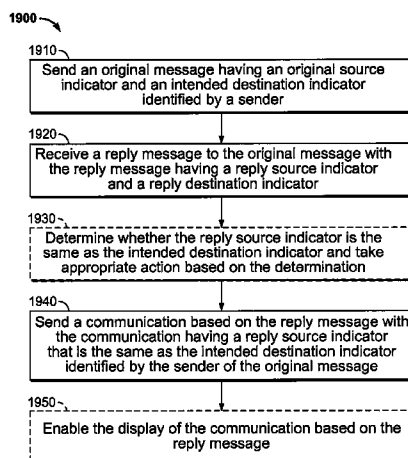 1900
1910
Send an original message having an original source
indicator and an intended destination indicator
identified by a sender
1920
Receive a reply message to the original message with
the reply message having a reply source indicator
and a reply destination indicator
1930
Determine whether the reply source indicator is the
same as the intended destination indicator and take
appropriate action based on the determination
1940
Send a communication based on the reply message with
the communication having a reply source indicator
that is the same as the intended destination indicator
identified by the sender of the original message
1950
Enable the display of the communication based on the
reply message